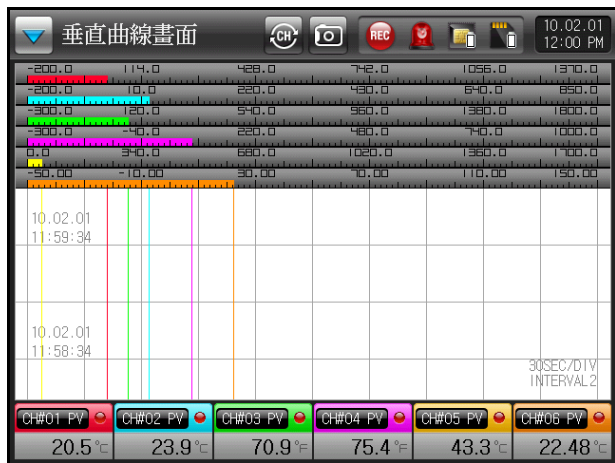 垂直曲線畫面 CH REC 10.02.01
12:00 PM
-200.0 114.0 428.0 742.0 1056.0 1370.0
-200.0 10.0 220.0 430.0 640.0 850.0
-300.0 120.0 540.0 960.0 1380.0 1800.0
-300.0 -40.0 220.0 480.0 740.0 1000.0
0.0 340.0 680.0 1020.0 1360.0 1700.0
-50.00 -10.00 30.00 70.00 110.00 150.00
10.02.01
11:59:34
10.02.01
11:58:34
30SEC/DIV
INTERVAL2
CH#01 PV CH#02 PV CH#03 PV CH#04 PV CH#05 PV CH#06 PV
20.5℃ 23.9℃ 70.9℉ 75.4℉ 43.3℃ 22.48℃